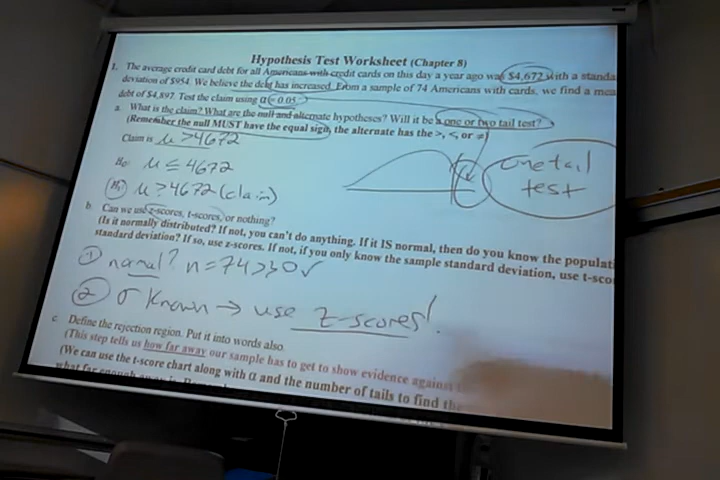 Hypothesis Test Worksheet (Chapter 8)
1. The average credit card debt for all Americans with credit cards on this day a year ago was $4,672 with a standa
deviation of $954. We believe the debt has increased. From a sample of 74 Americans with cards, we find a mea
debt of $4,897. Test the claim using α = 0.05.
a. What is the claim? What are the null and alternate hypotheses? Will it be a one or two tail test?
(Remember the null MUST have the equal sign, the alternate has the >, <, or ≠)
Claim is μ > 4672
H₀: μ ≤ 4672
H₁: μ > 4672 (claim)
one tail
test
b. Can we use z-scores, t-scores, or nothing?
(Is it normally distributed? If not, you can't do anything. If it IS normal, then do you know the populati
standard deviation? If so, use z-scores. If not, if you only know the sample standard deviation, use t-sco
① normal? n = 74 > 30 ✓
② σ known → use z-scores!
c. Define the rejection region. Put it into words also.
(This step tells us how far away our sample has to get to show evidence against
(We can use the t-score chart along with α and the number of tails to find the
what far enough away is.